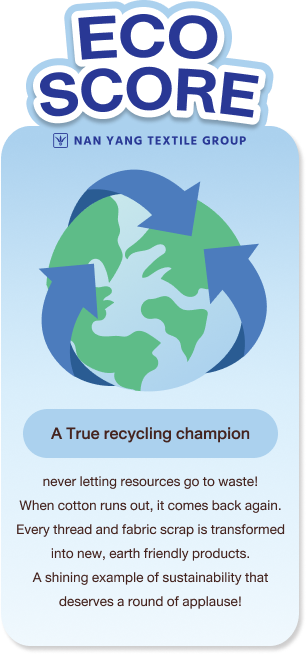 ECO
SCORE
NAN YANG TEXTILE GROUP
A True recycling champion
never letting resources go to waste!
When cotton runs out, it comes back again.
Every thread and fabric scrap is transformed
into new, earth friendly products.
A shining example of sustainability that
deserves a round of applause!